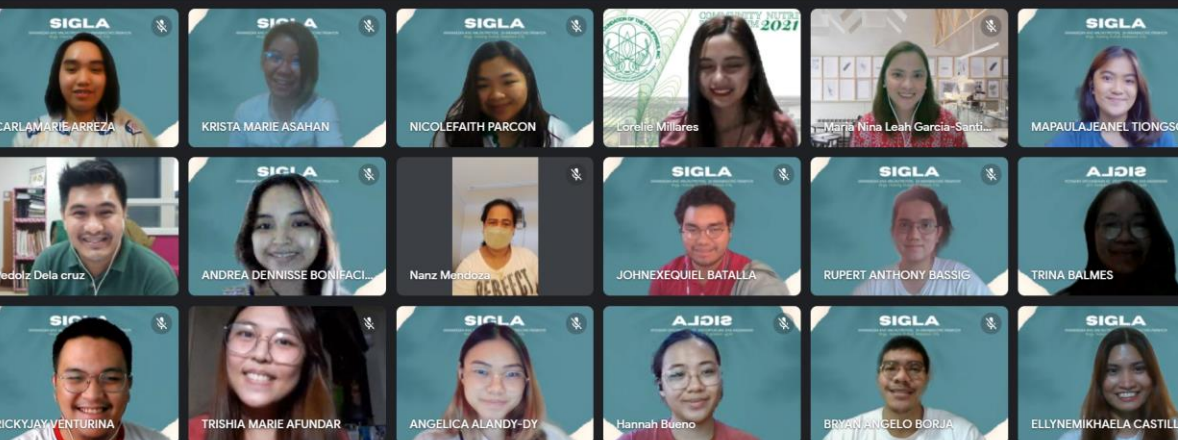 SIGLA
CARLAMARIE ARREZA
SIGLA
KRISTA MARIE ASAHAN
SIGLA
NICOLEFAITH PARCON
COMMUNITY NUTRI
2021
Lorelie Millares
Maria Nina Leah Garcia-Santi...
SIGLA
MAPAULAJEANEL TIONGSO
edolz Dela cruz
SIGLA
ANDREA DENNISSE BONIFACI...
PERFECT
Nanz Mendoza
SIGLA
JOHNEXEQUIEL BATALLA
SIGLA
RUPERT ANTHONY BASSIG
SIGLA
TRINA BALMES
SIGLA
RICKYJAY VENTURINA
TRISHIA MARIE AFUNDAR
SIGLA
ANGELICA ALANDY-DY
SIGLA
Hannah Bueno
SIGLA
BRYAN ANGELO BORJA
SIGLA
ELLYNEMIKHAELA CASTILL